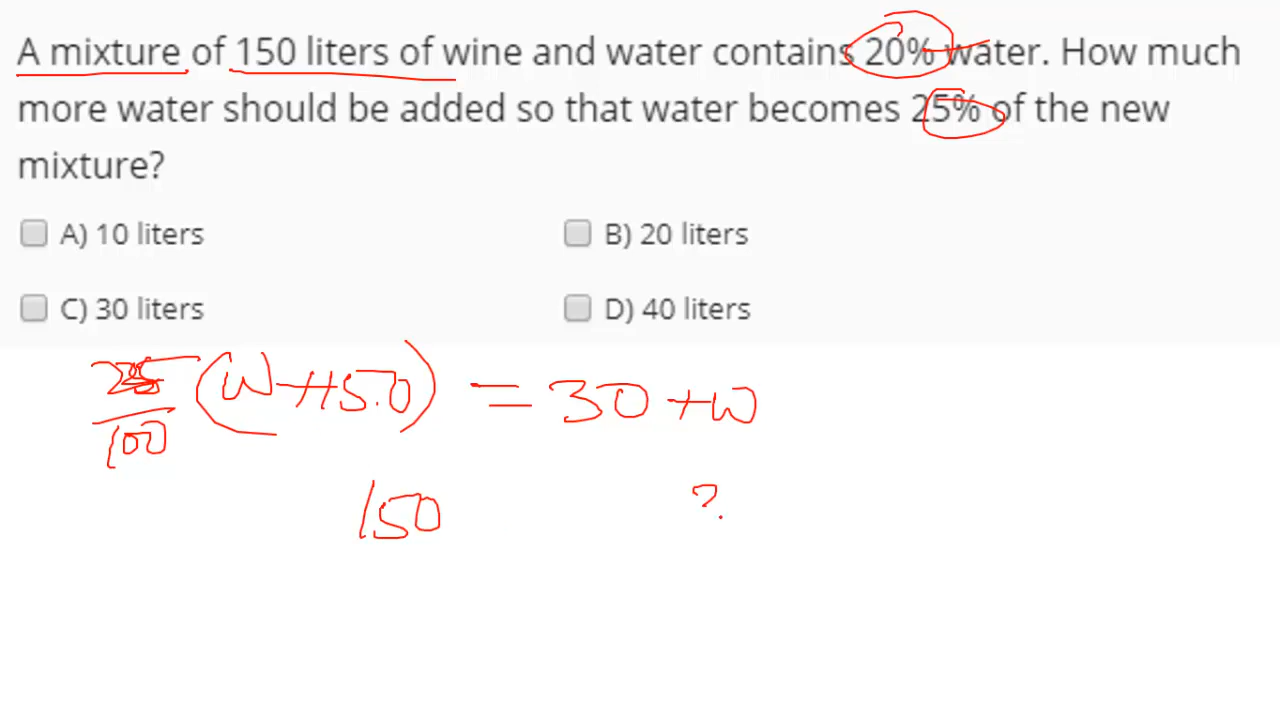 A mixture of 150 liters of wine and water contains 20% water. How much
more water should be added so that water becomes 25% of the new
mixture?
A) 10 liters
B) 20 liters
C) 30 liters
D) 40 liters
25/100 (W+150) = 30+W
150 ?